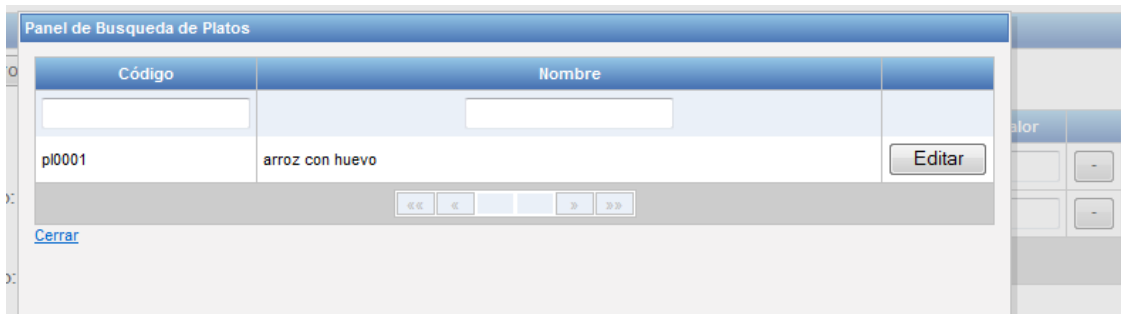 Panel de Busqueda de Platos
Código Nombre
alor
pl0001 arroz con huevo Editar
-
«« « » »»
-
Cerrar